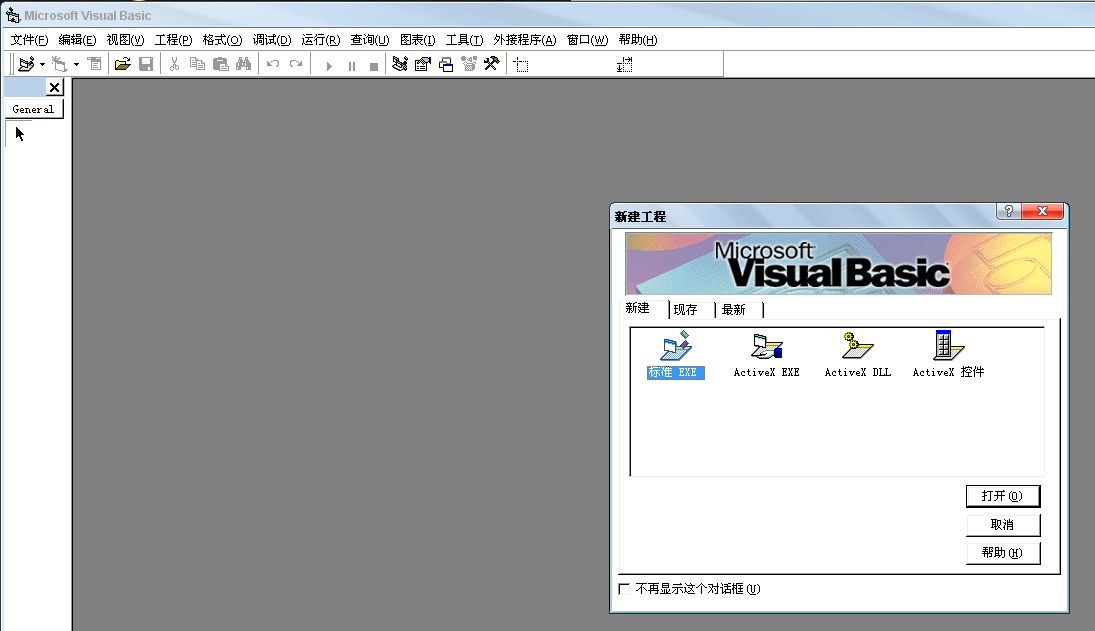 Microsoft Visual Basic
文件(F) 编辑(E) 视图(V) 工程(P) 格式(O) 调试(D) 运行(R) 查询(U) 图表(I) 工具(T) 外接程序(A) 窗口(W) 帮助(H)
General
新建工程
Microsoft
Visual Basic
新建 现存 最新
标准 EXE ActiveX EXE ActiveX DLL ActiveX 控件
打开(O)
取消
帮助(H)
不再显示这个对话框(U)